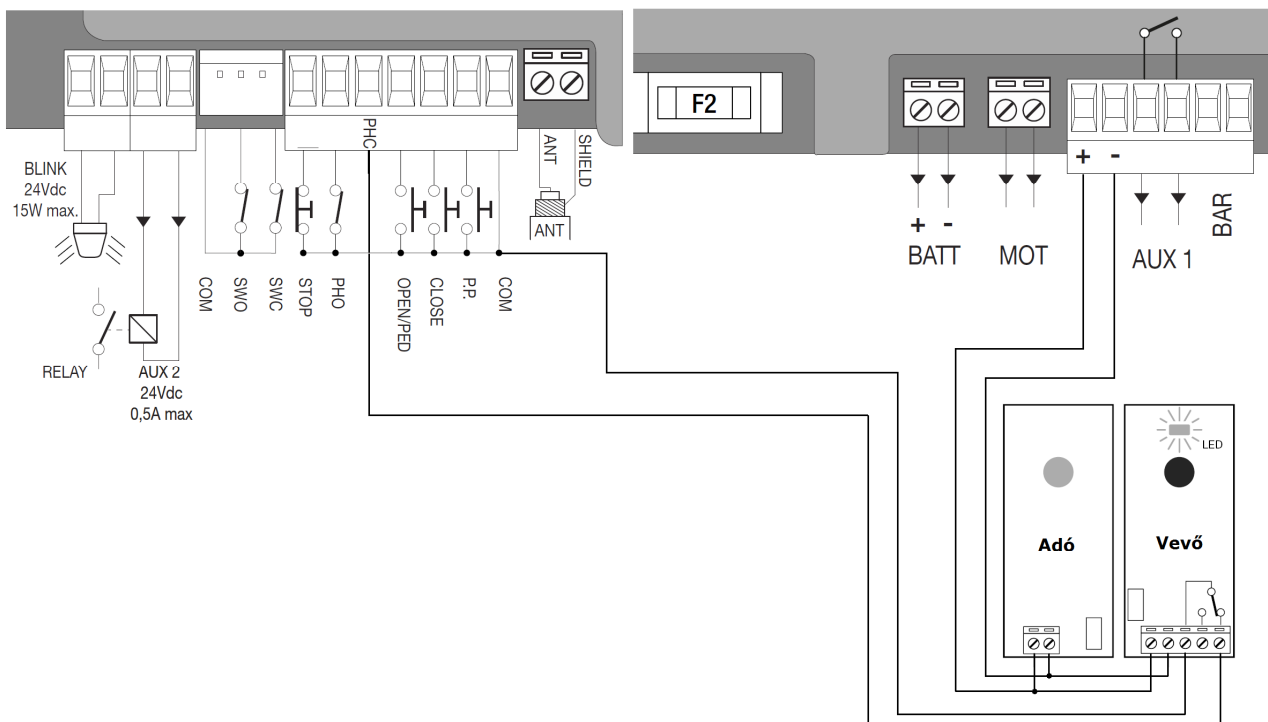 F2
PHC
ANT
SHIELD
BLINK
24Vdc
15W max.
ANT
COM
SWO
SWC
STOP
PHO
OPEN/PED
CLOSE
P.P.
COM
RELAY
AUX 2
24Vdc
0,5A max
+ -
+ -
BATT
MOT
AUX 1
BAR
LED
Adó
Vevő